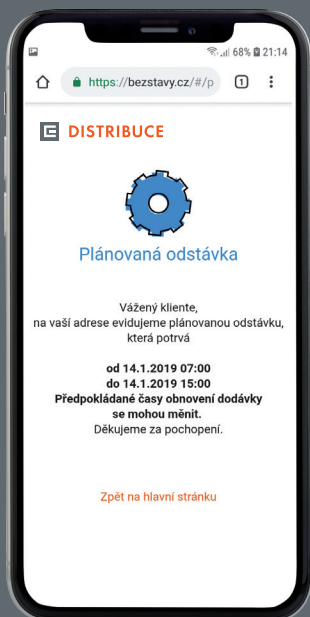 68% 21:14
https://bezstavy.cz/#/p 1
DISTRIBUCE
Plánovaná odstávka
Vážený kliente,
na vaší adrese evidujeme plánovanou odstávku,
která potrvá
od 14.1.2019 07:00
do 14.1.2019 15:00
Předpokládané časy obnovení dodávky
se mohou měnit.
Děkujeme za pochopení.
Zpět na hlavní stránku